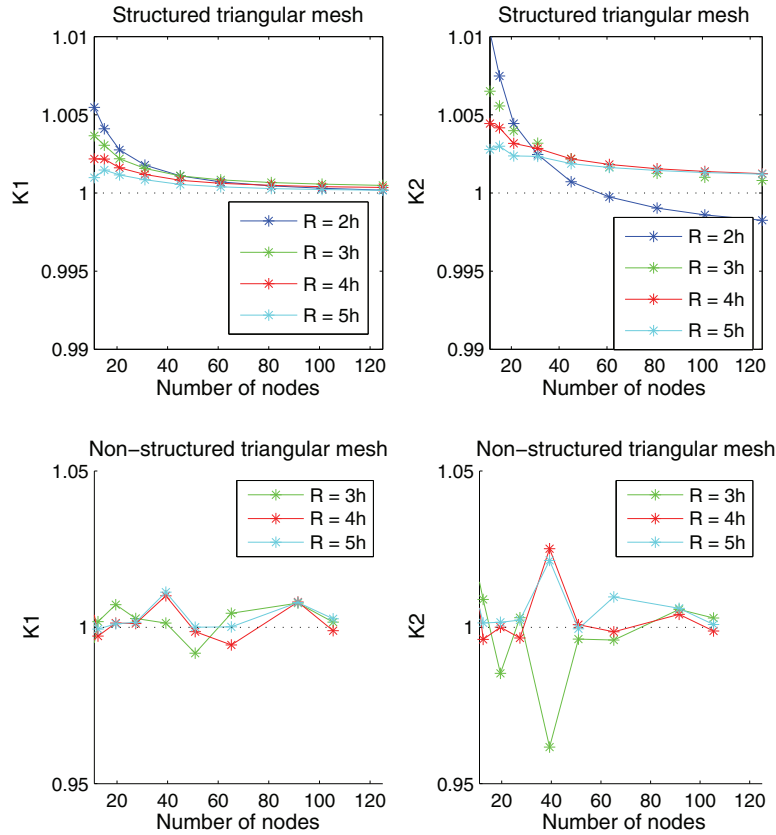 Structured triangular mesh
1.01
1.005
1
0.995
0.99
K1
20 40 60 80 100 120
Number of nodes
R = 2h
R = 3h
R = 4h
R = 5h
Structured triangular mesh
1.01
1.005
1
0.995
0.99
K2
20 40 60 80 100 120
Number of nodes
R = 2h
R = 3h
R = 4h
R = 5h
Non-structured triangular mesh
1.05
1
0.95
K1
20 40 60 80 100 120
Number of nodes
R = 3h
R = 4h
R = 5h
Non-structured triangular mesh
1.05
1
0.95
K2
20 40 60 80 100 120
Number of nodes
R = 3h
R = 4h
R = 5h